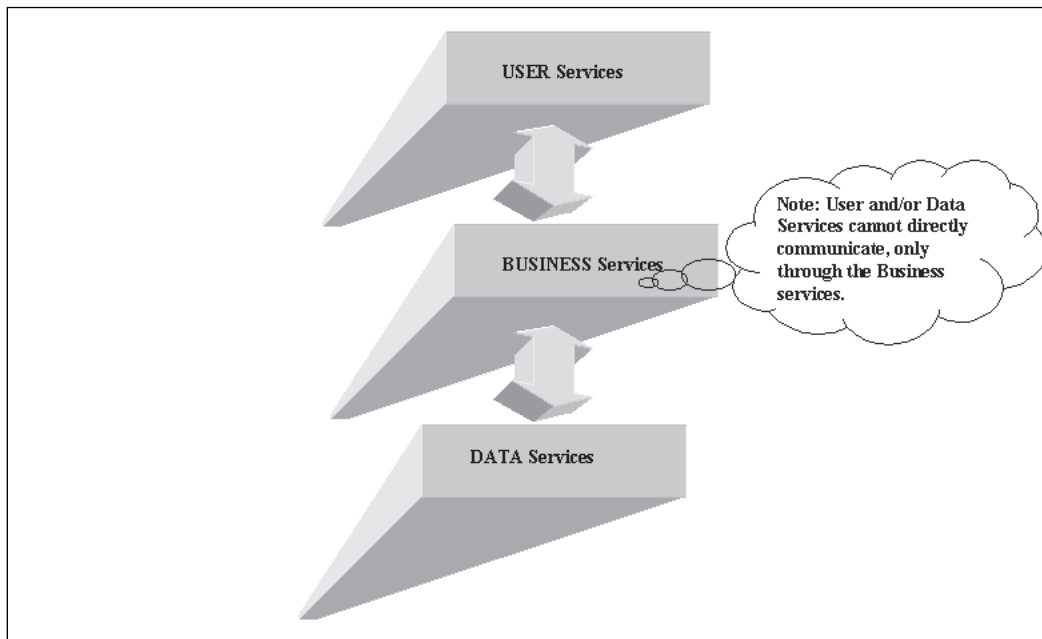 USER Services
BUSINESS Services
Note: User and/or Data
Services cannot directly
communicate, only
through the Business
services.
DATA Services